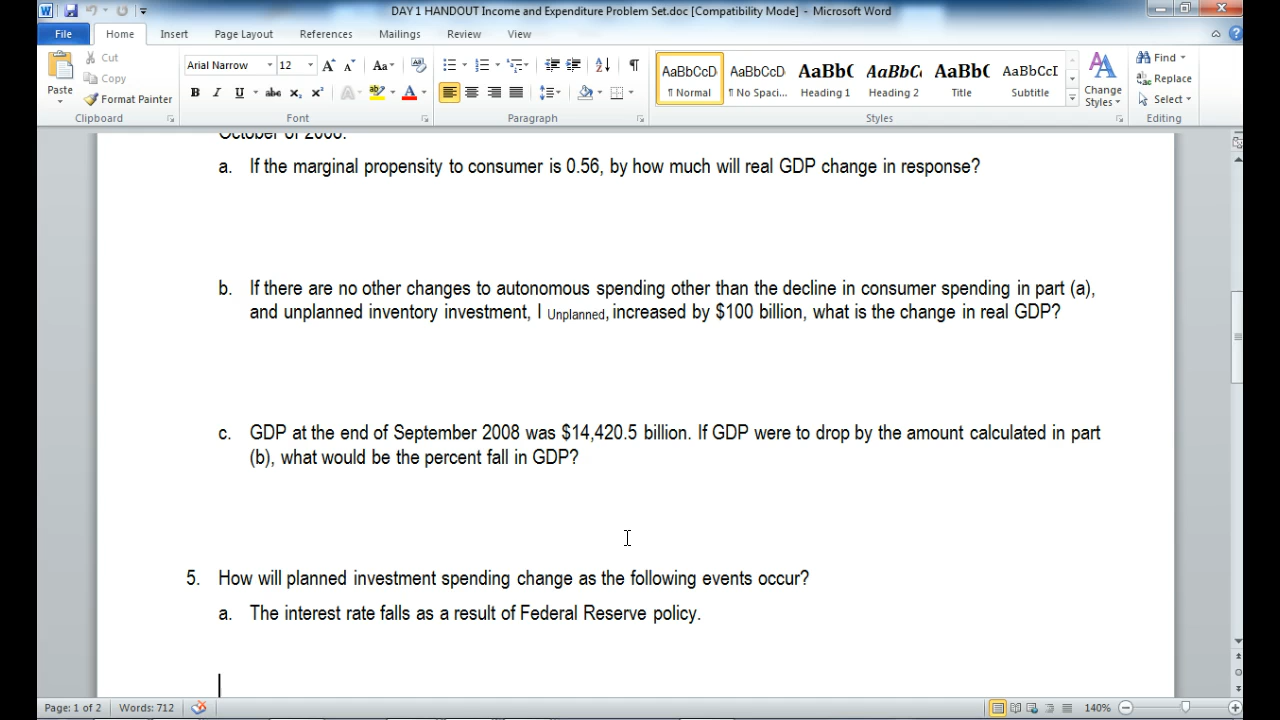 DAY 1 HANDOUT Income and Expenditure Problem Set.doc [Compatibility Mode] - Microsoft Word
File Home Insert Page Layout References Mailings Review View
Cut
Copy
Format Painter
Paste
Clipboard
Arial Narrow 12
Font
Paragraph
AaBbCcD AaBbCcD AaBbC AaBbCc AaBbC AaBbCcI
¶ Normal ¶ No Spaci... Heading 1 Heading 2 Title Subtitle
Change
Styles
Styles
Find
Replace
Select
Editing
October of 2008.
a. If the marginal propensity to consumer is 0.56, by how much will real GDP change in response?
b. If there are no other changes to autonomous spending other than the decline in consumer spending in part (a),
and unplanned inventory investment, I Unplanned, increased by $100 billion, what is the change in real GDP?
c. GDP at the end of September 2008 was $14,420.5 billion. If GDP were to drop by the amount calculated in part
(b), what would be the percent fall in GDP?
5. How will planned investment spending change as the following events occur?
a. The interest rate falls as a result of Federal Reserve policy.
Page: 1 of 2 Words: 712 140%